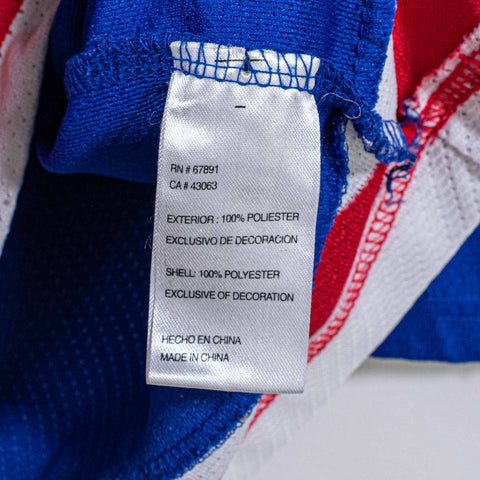 RN # 67891
CA # 43063
EXTERIOR : 100% POLIESTER
EXCLUSIVO DE DECORACION
SHELL: 100% POLYESTER
EXCLUSIVE OF DECORATION
HECHO EN CHINA
MADE IN CHINA